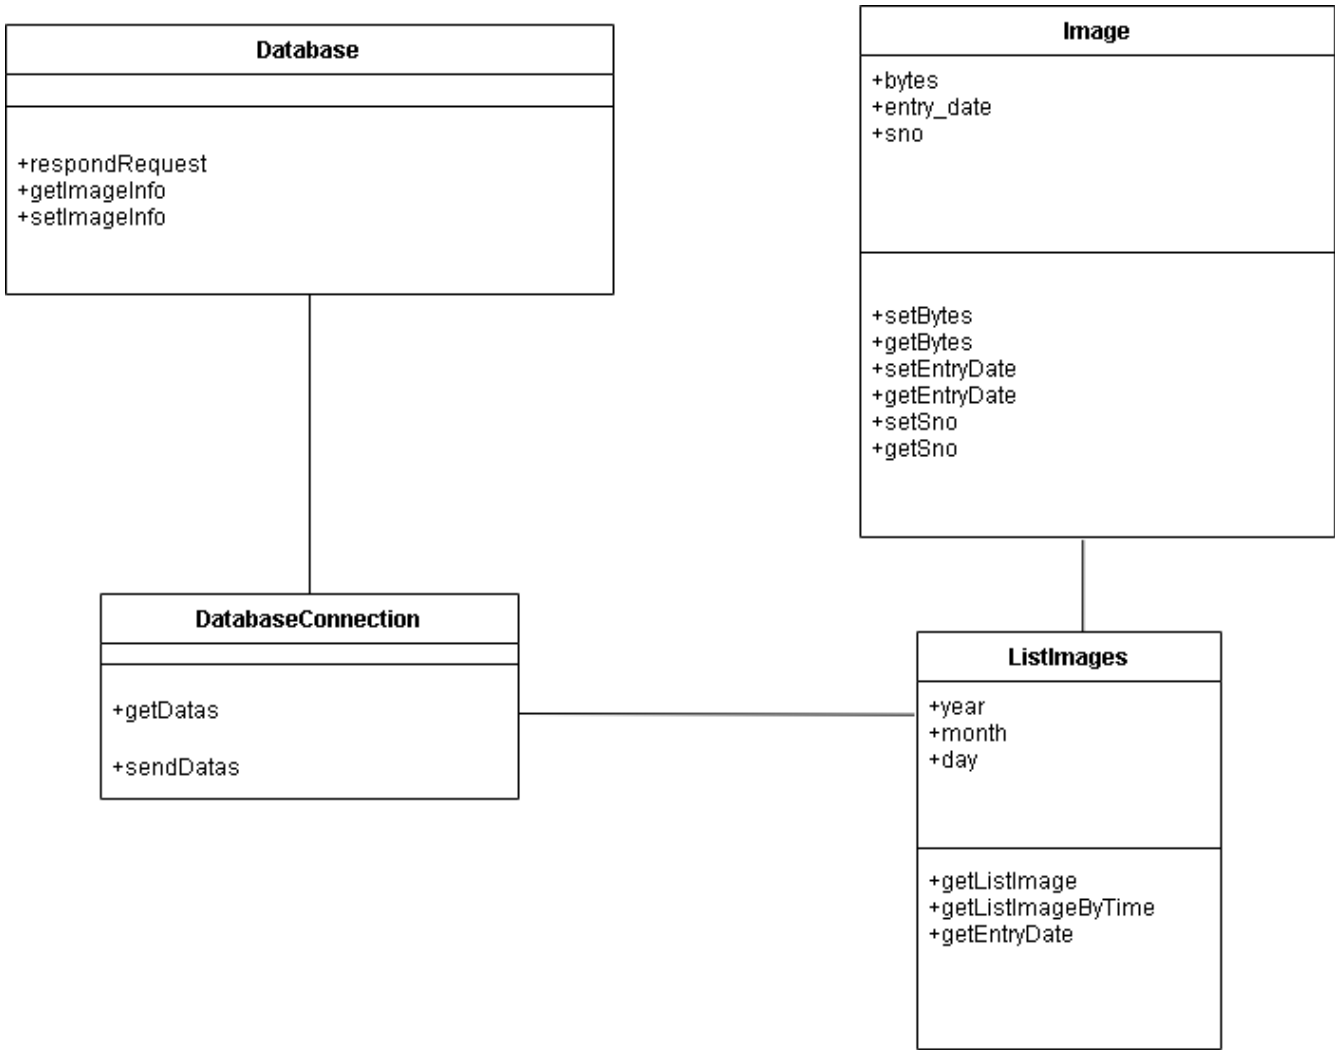 Database
+respondRequest
+getImageInfo
+setImageInfo
Image
+bytes
+entry_date
+sno
+setBytes
+getBytes
+setEntryDate
+getEntryDate
+setSno
+getSno
DatabaseConnection
+getDatas
+sendDatas
ListImages
+year
+month
+day
+getListImage
+getListImageByTime
+getEntryDate